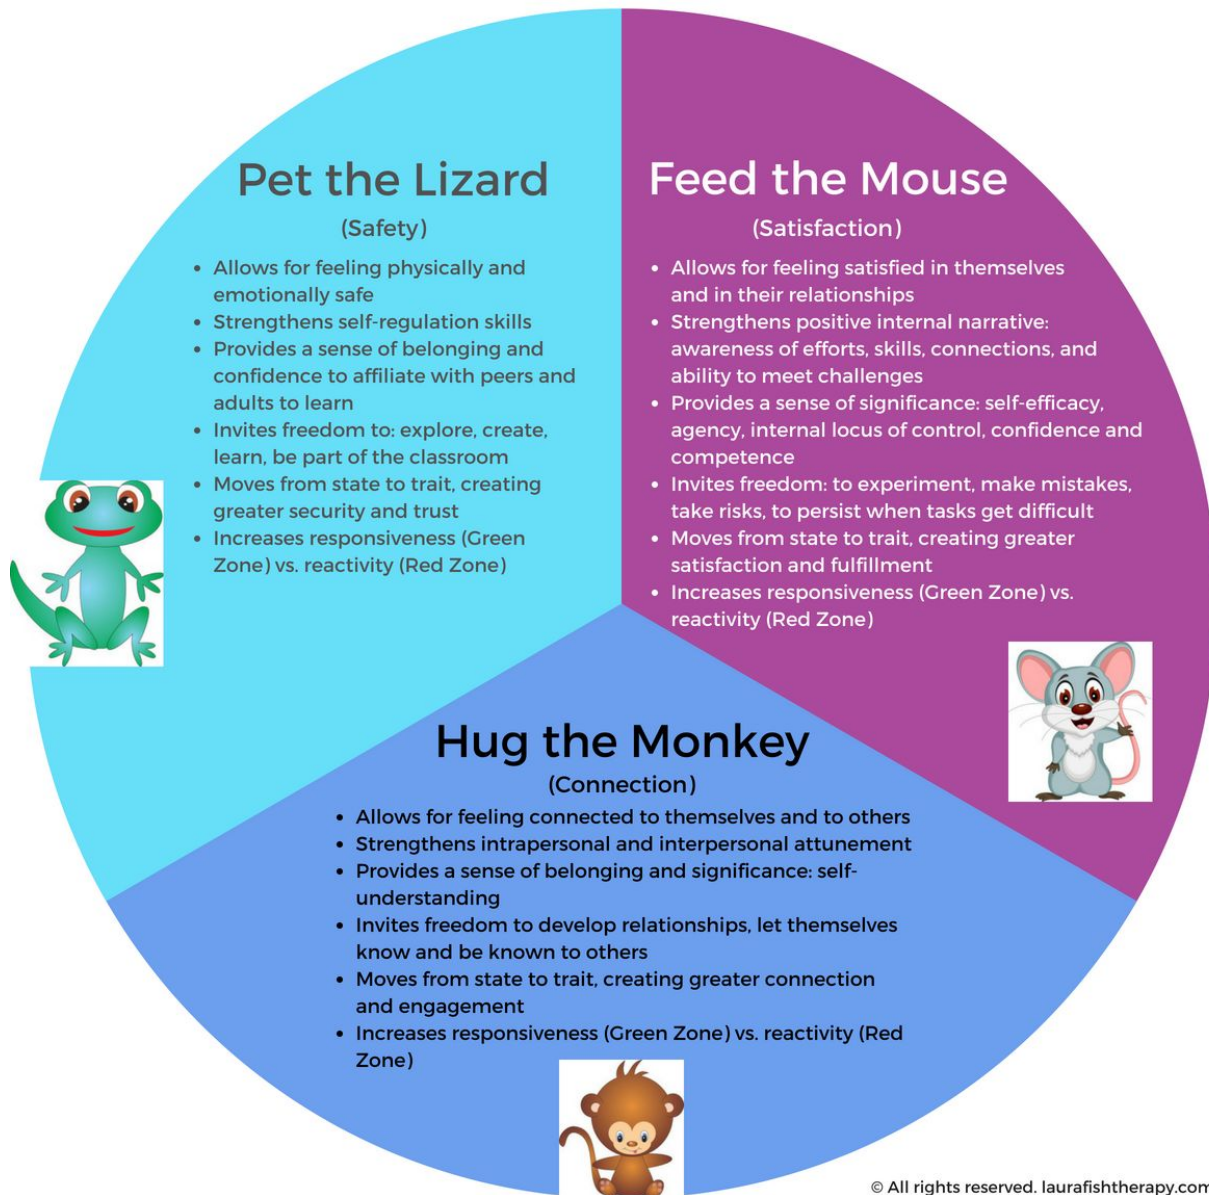 Pet the Lizard
(Safety)
• Allows for feeling physically and
emotionally safe
• Strengthens self-regulation skills
• Provides a sense of belonging and
confidence to affiliate with peers and
adults to learn
• Invites freedom to: explore, create,
learn, be part of the classroom
• Moves from state to trait, creating
greater security and trust
• Increases responsiveness (Green
Zone) vs. reactivity (Red Zone)
Feed the Mouse
(Satisfaction)
• Allows for feeling satisfied in themselves
and in their relationships
• Strengthens positive internal narrative:
awareness of efforts, skills, connections, and
ability to meet challenges
• Provides a sense of significance: self-efficacy,
agency, internal locus of control, confidence and
competence
• Invites freedom: to experiment, make mistakes,
take risks, to persist when tasks get difficult
• Moves from state to trait, creating greater
satisfaction and fulfillment
• Increases responsiveness (Green Zone) vs.
reactivity (Red Zone)
Hug the Monkey
(Connection)
• Allows for feeling connected to themselves and to others
• Strengthens intrapersonal and interpersonal attunement
• Provides a sense of belonging and significance: self-
understanding
• Invites freedom to develop relationships, let themselves
know and be known to others
• Moves from state to trait, creating greater connection
and engagement
• Increases responsiveness (Green Zone) vs. reactivity (Red
Zone)
© All rights reserved. laurafishtherapy.com